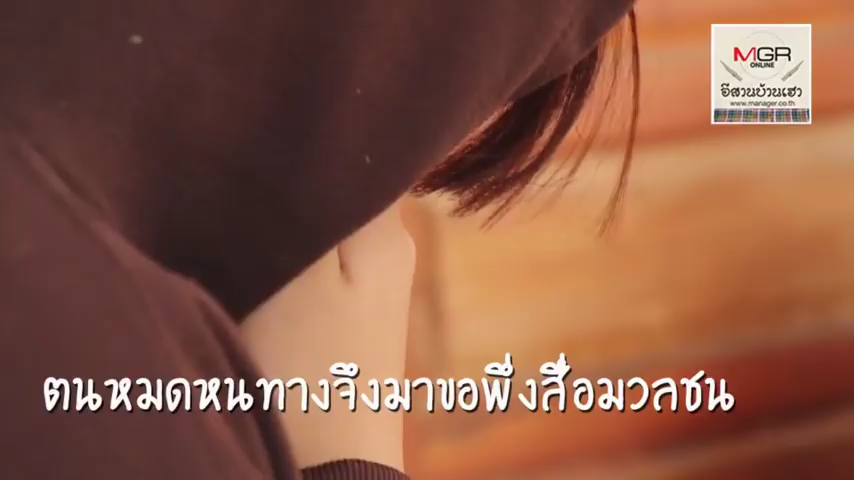 MGR
ONLINE
อีสานบ้านเฮา
www.manager.co.th
ตนหมดหนทางจึงมาขอพึ่งสื่อมวลชน